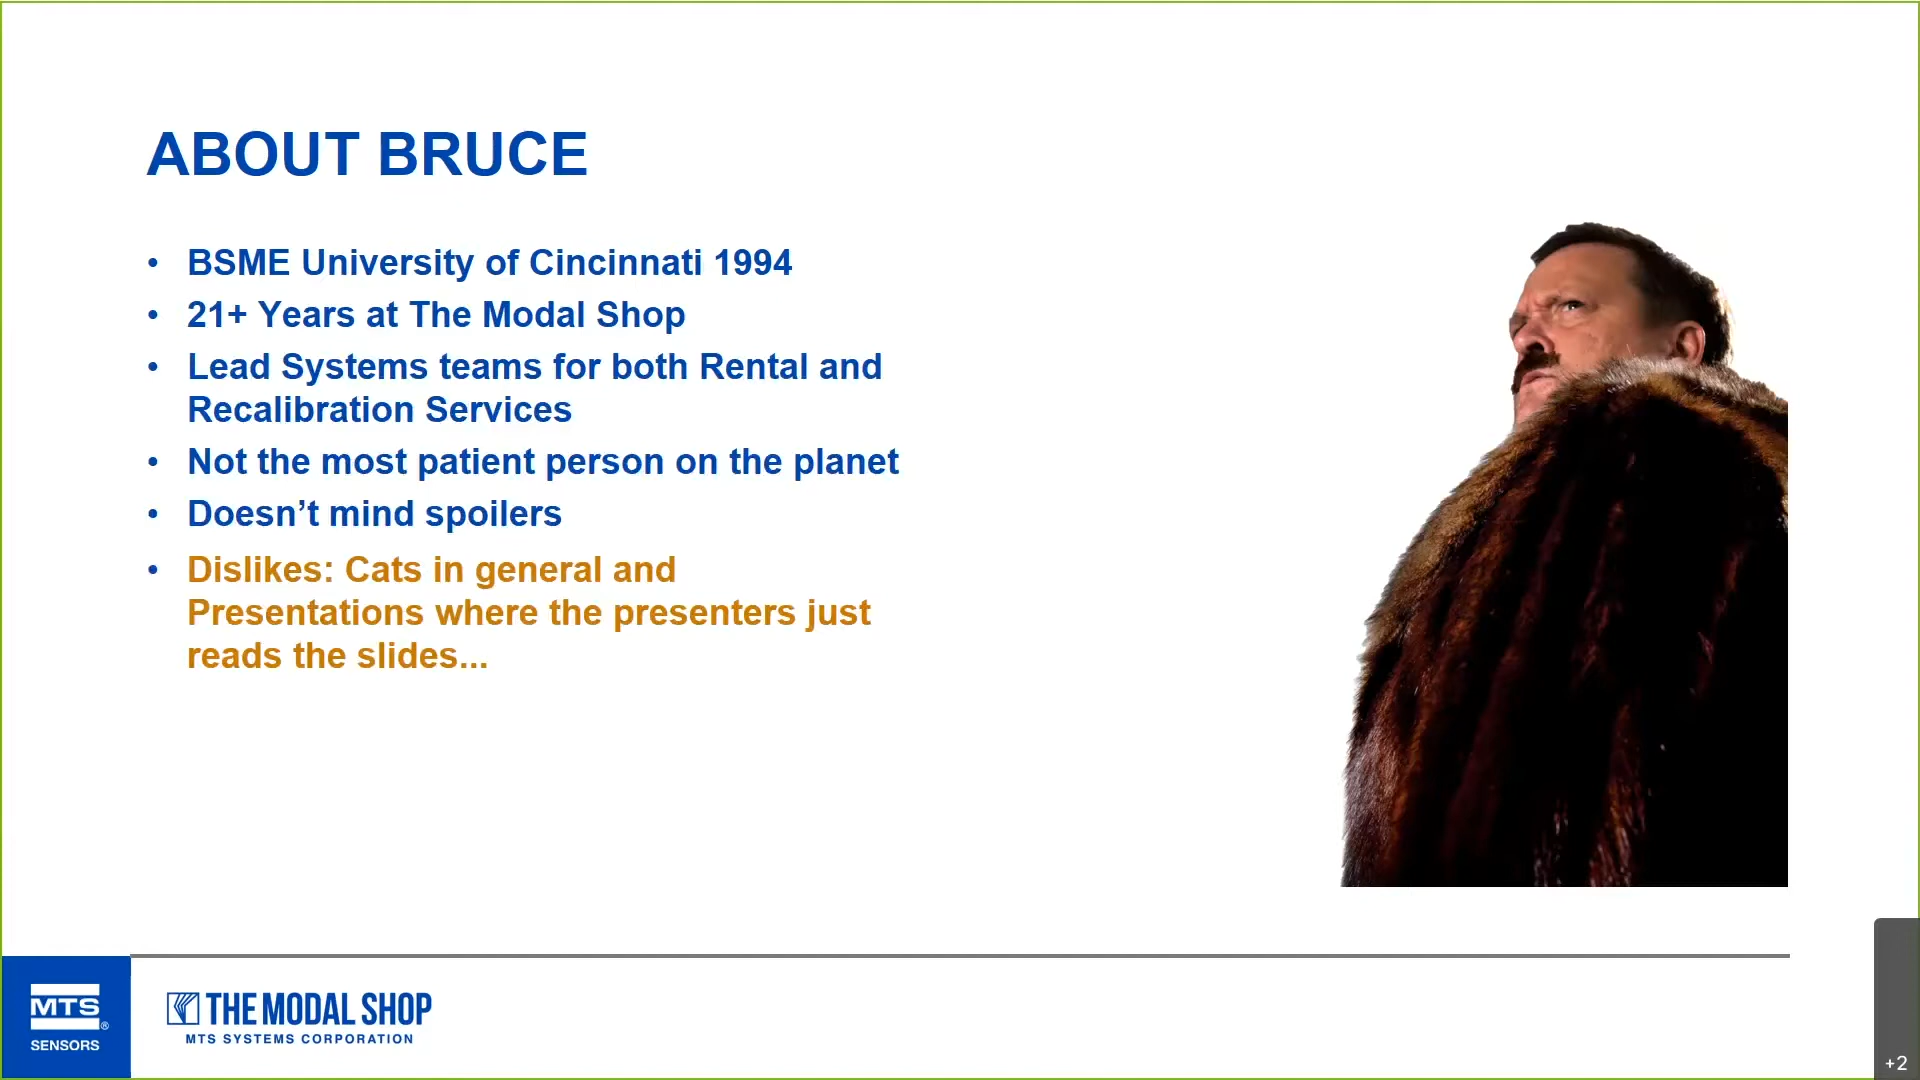 ABOUT BRUCE
• BSME University of Cincinnati 1994
• 21+ Years at The Modal Shop
• Lead Systems teams for both Rental and
Recalibration Services
• Not the most patient person on the planet
• Doesn’t mind spoilers
• Dislikes: Cats in general and
Presentations where the presenters just
reads the slides...
MTS®
SENSORS
THE MODAL SHOP
MTS SYSTEMS CORPORATION
+2